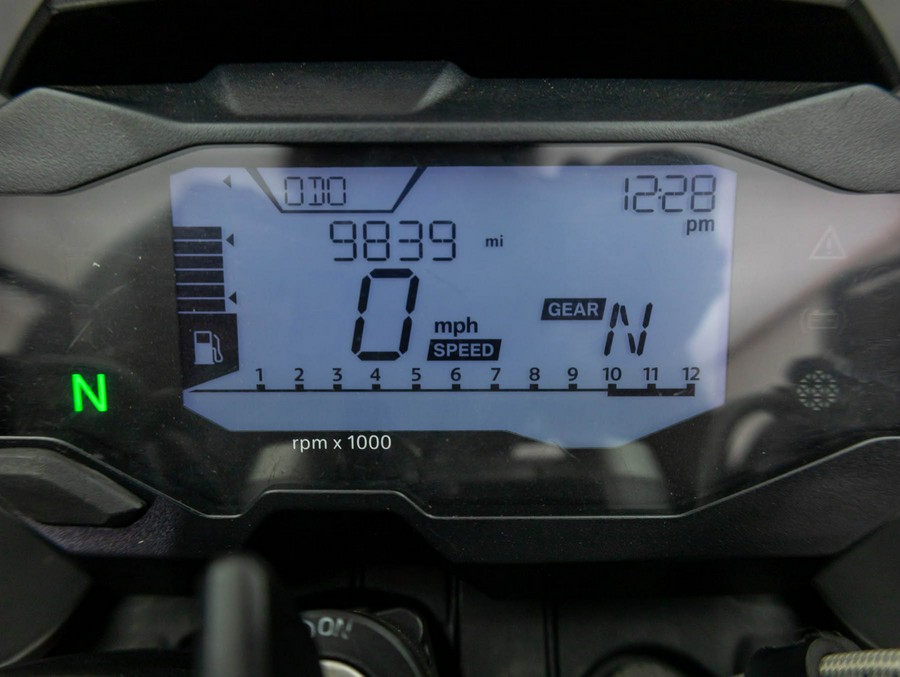 ODO
12:28
pm
9839 mi
0 mph
SPEED
GEAR N
1 2 3 4 5 6 7 8 9 10 11 12
N
rpm x 1000
ON